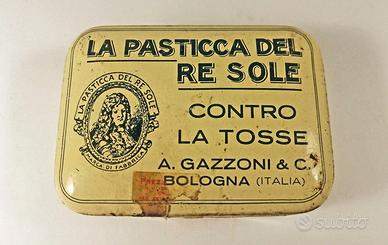 LA PASTICCA DEL
RE SOLE
LA PASTICCA DEL RE SOLE
MARCA DI FABBRICA
CONTRO
LA TOSSE
A. GAZZONI & C.
BOLOGNA (ITALIA)
subito